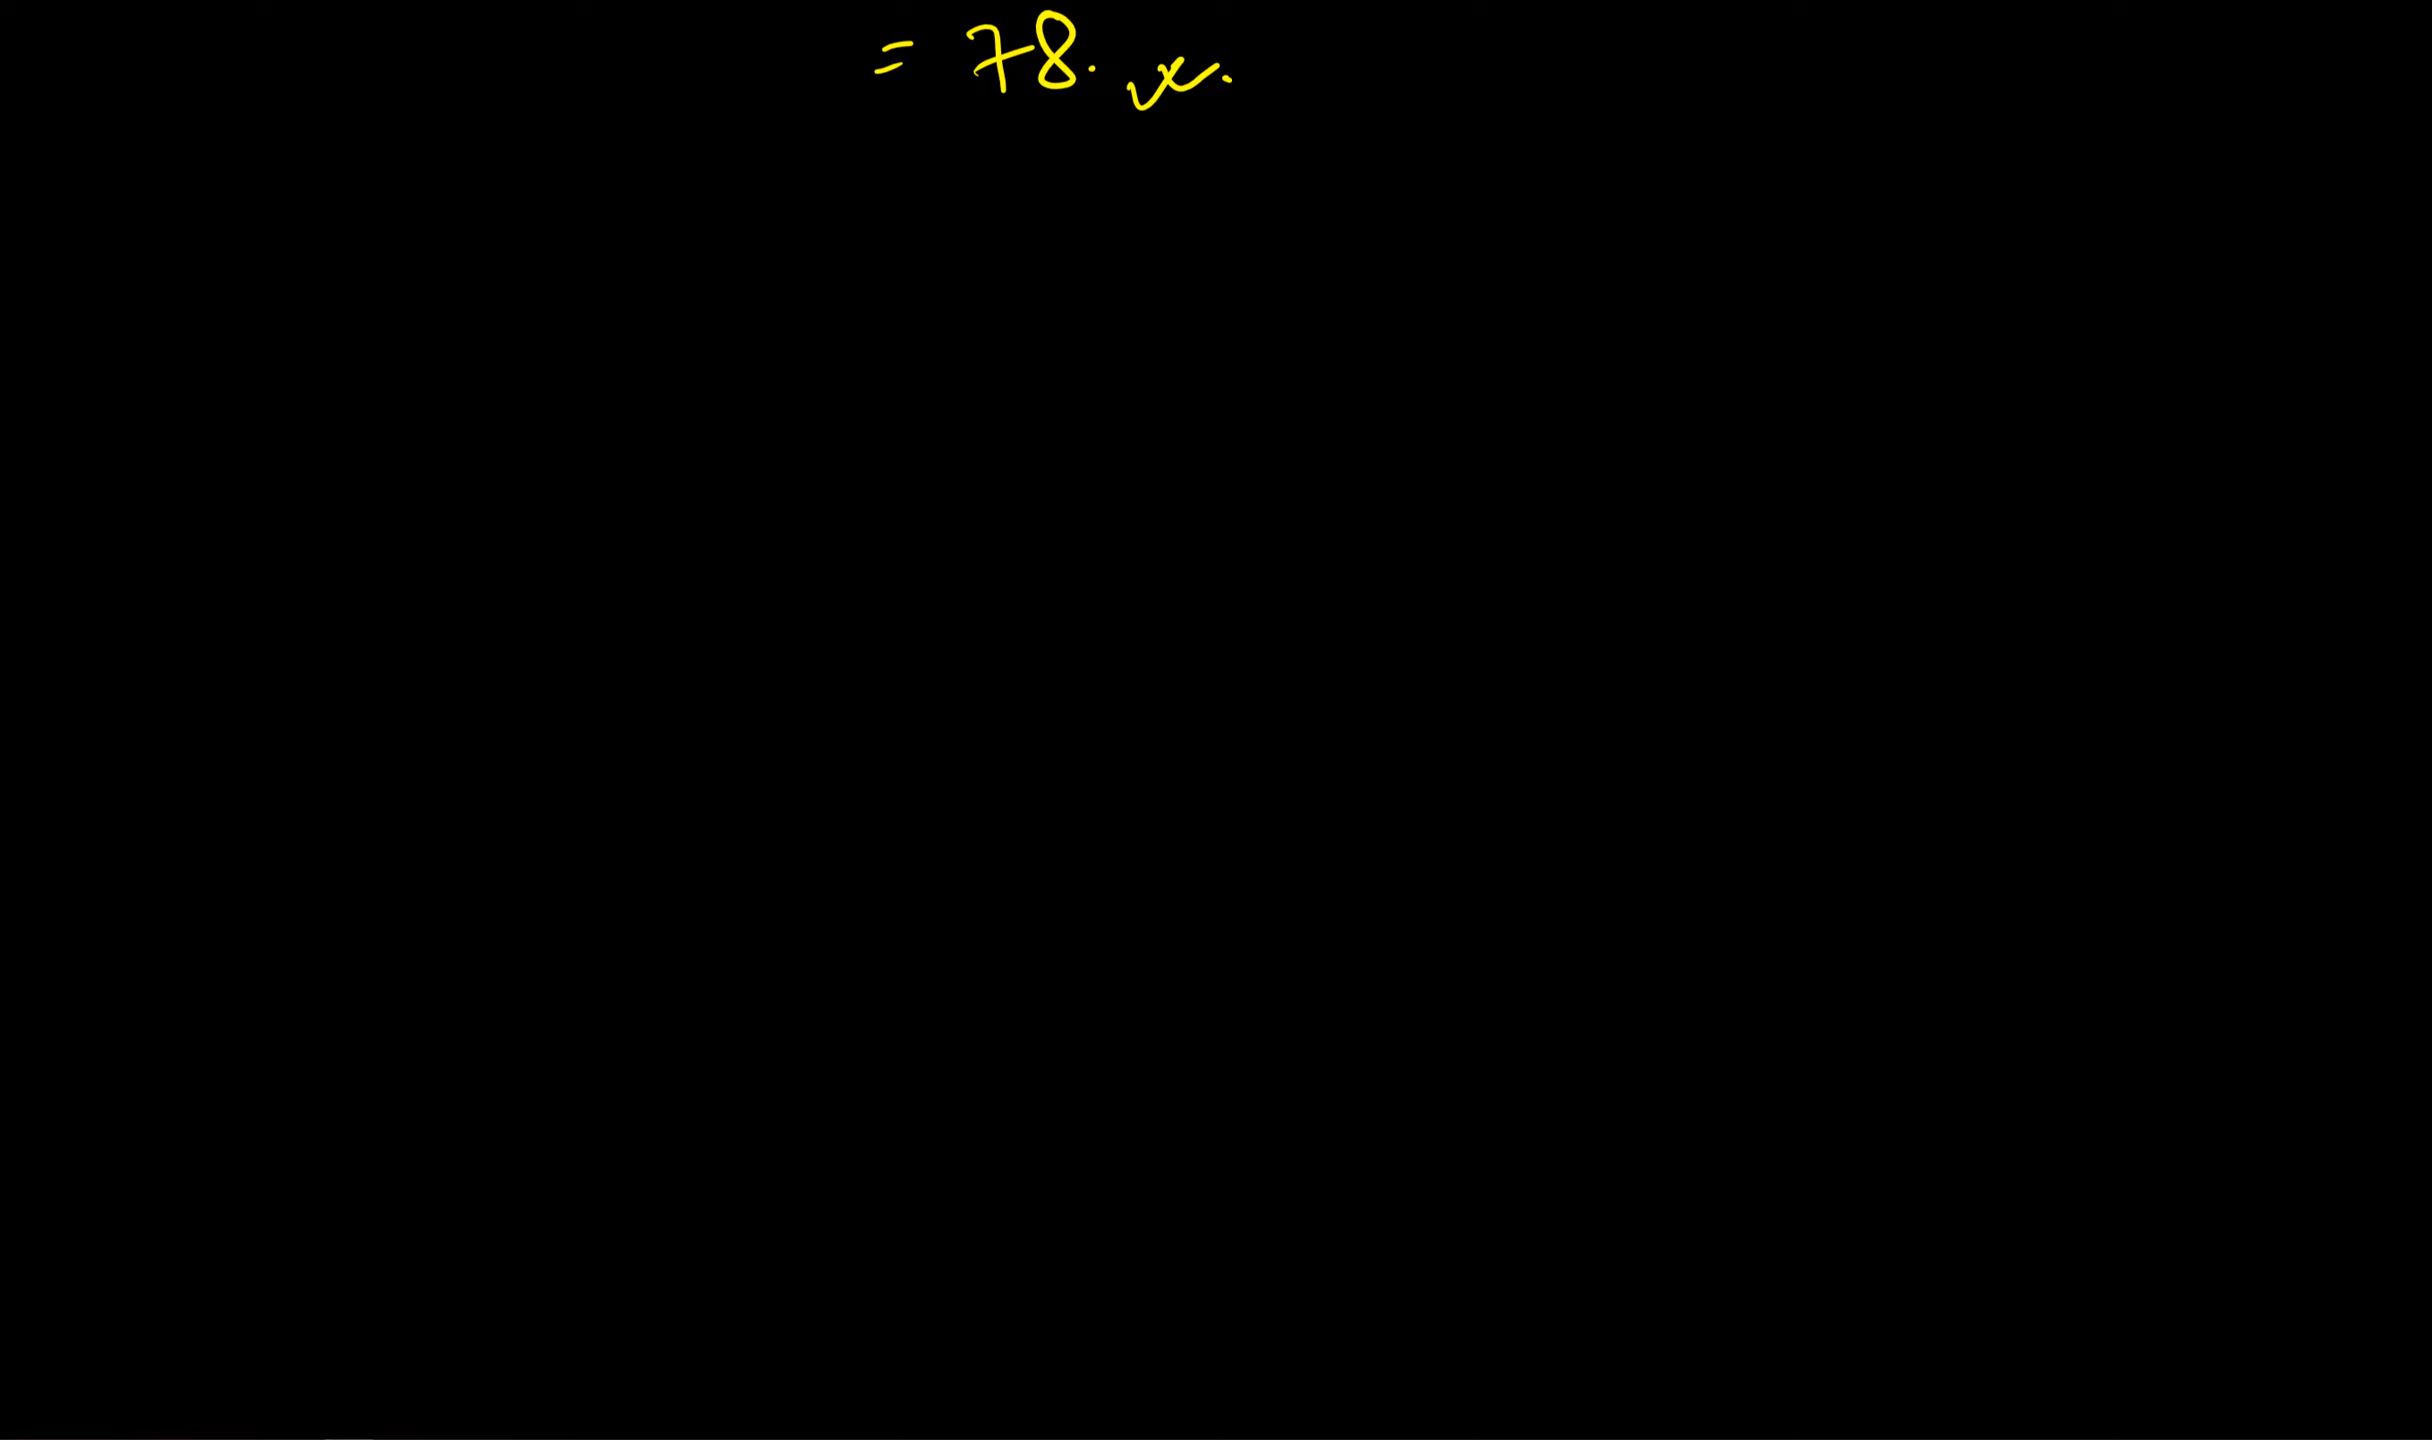 = 78.